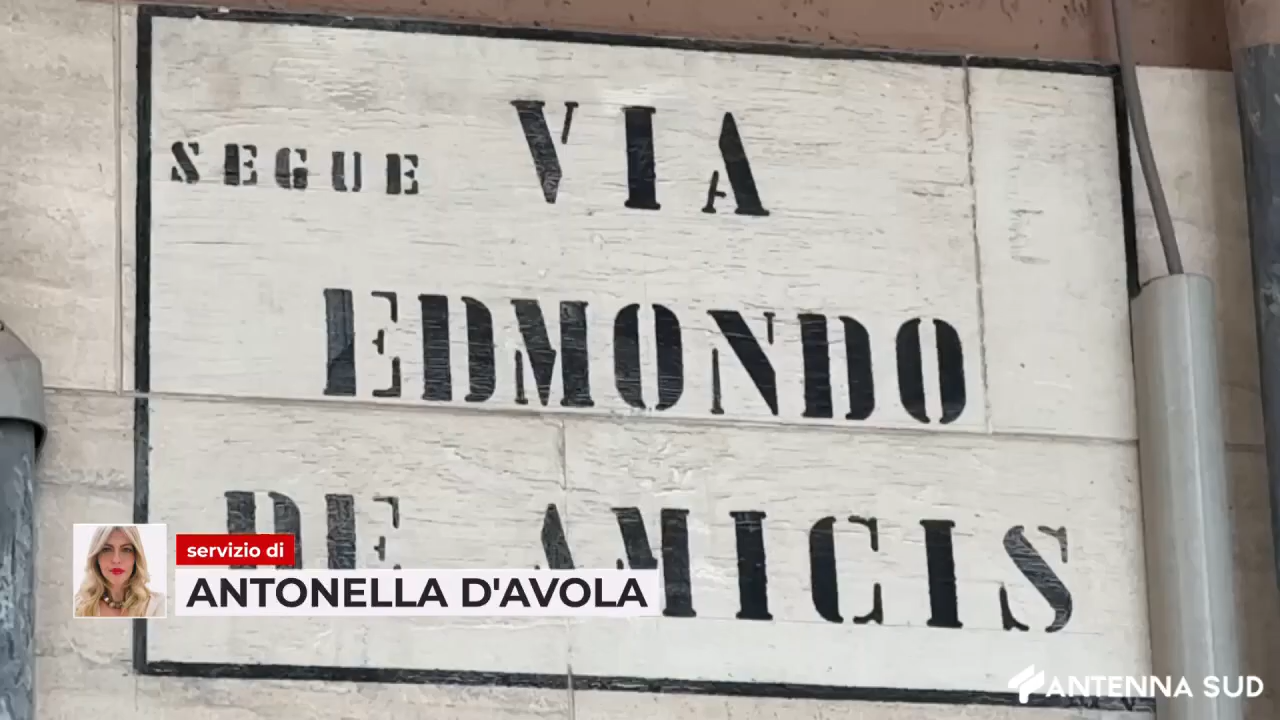 SEGUE VIA
EDMONDO
DE AMICIS
servizio di
ANTONELLA D'AVOLA
ANTENNA SUD